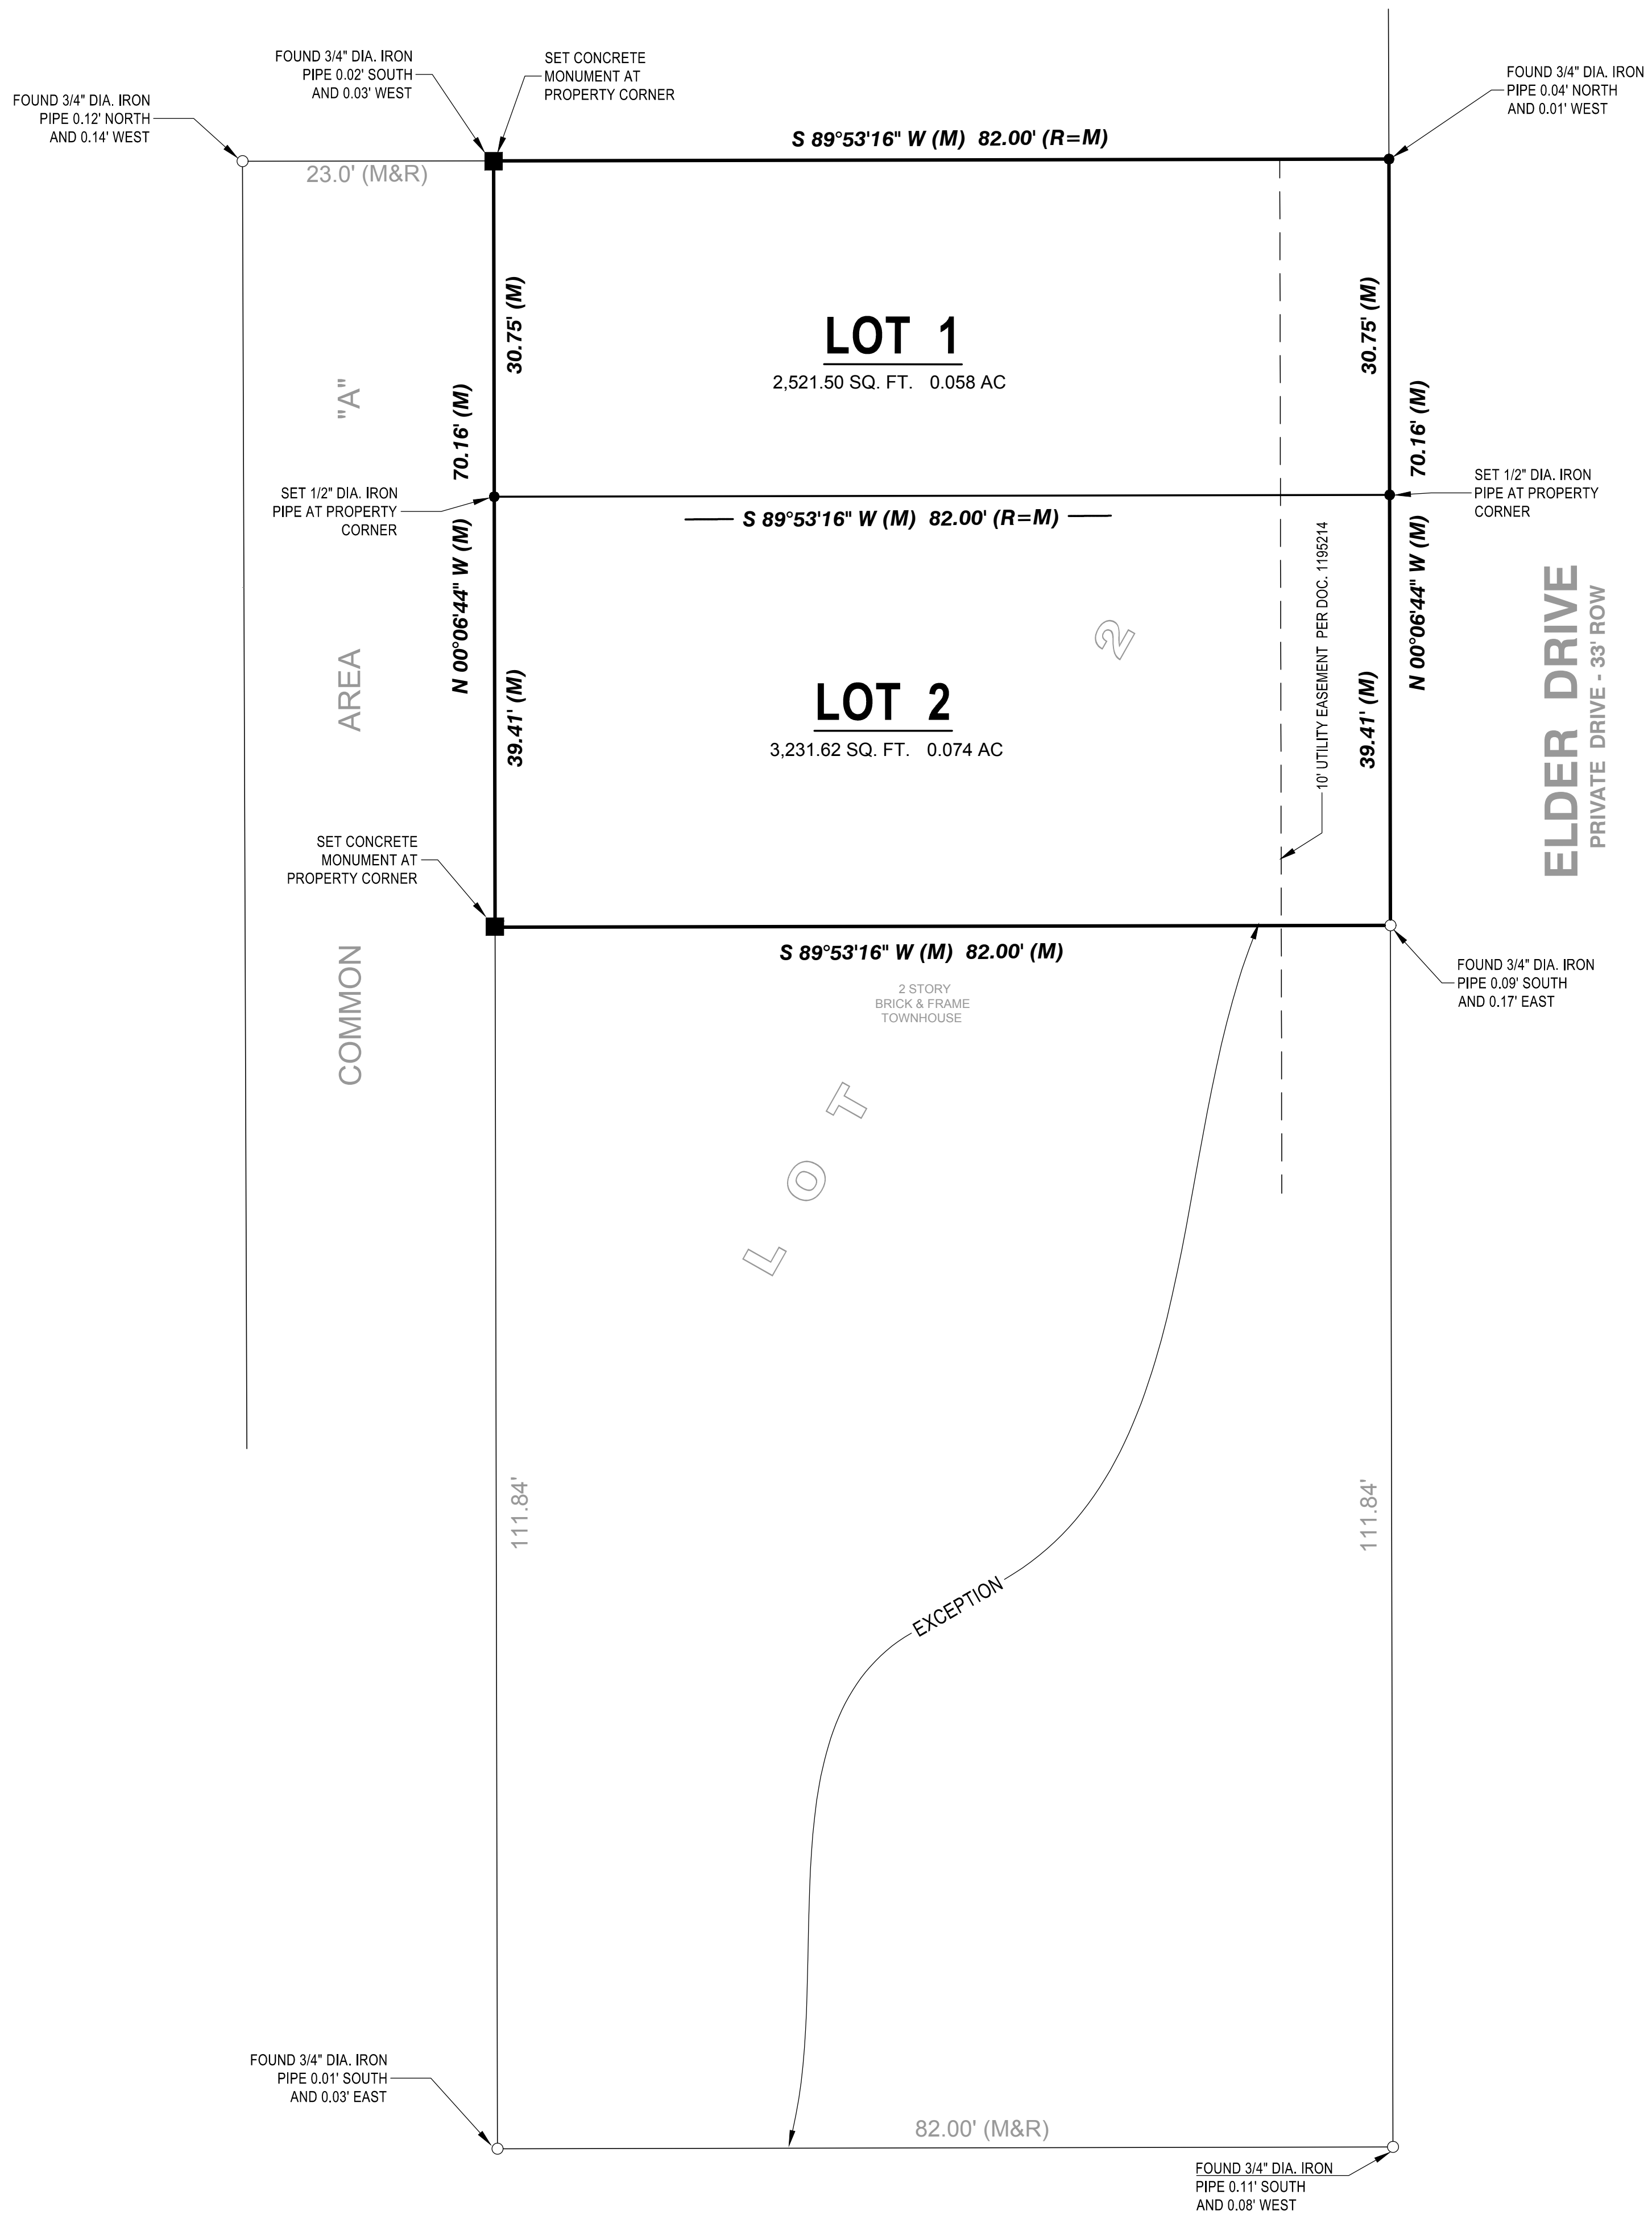 FOUND 3/4" DIA. IRON
PIPE 0.02' SOUTH
AND 0.03' WEST
SET CONCRETE
MONUMENT AT
PROPERTY CORNER
FOUND 3/4" DIA. IRON
PIPE 0.04' NORTH
AND 0.01' WEST
FOUND 3/4" DIA. IRON
PIPE 0.12' NORTH
AND 0.14' WEST
S 89°53'16" W (M) 82.00' (R=M)
23.0' (M&R)
30.75' (M)
30.75' (M)
LOT 1
2,521.50 SQ. FT. 0.058 AC
"A"
70.16' (M)
70.16' (M)
SET 1/2" DIA. IRON
PIPE AT PROPERTY
CORNER
SET 1/2" DIA. IRON
PIPE AT PROPERTY
CORNER
S 89°53'16" W (M) 82.00' (R=M)
N 00°06'44" W (M)
N 00°06'44" W (M)
10' UTILITY EASEMENT PER DOC. 1195214
ELDER DRIVE
PRIVATE DRIVE - 33' ROW
2
AREA
LOT 2
3,231.62 SQ. FT. 0.074 AC
39.41' (M)
39.41' (M)
SET CONCRETE
MONUMENT AT
PROPERTY CORNER
S 89°53'16" W (M) 82.00' (M)
COMMON
2 STORY
BRICK & FRAME
TOWNHOUSE
FOUND 3/4" DIA. IRON
PIPE 0.09' SOUTH
AND 0.17' EAST
LOT
111.84'
111.84'
EXCEPTION
FOUND 3/4" DIA. IRON
PIPE 0.01' SOUTH
AND 0.03' EAST
82.00' (M&R)
FOUND 3/4" DIA. IRON
PIPE 0.11' SOUTH
AND 0.08' WEST